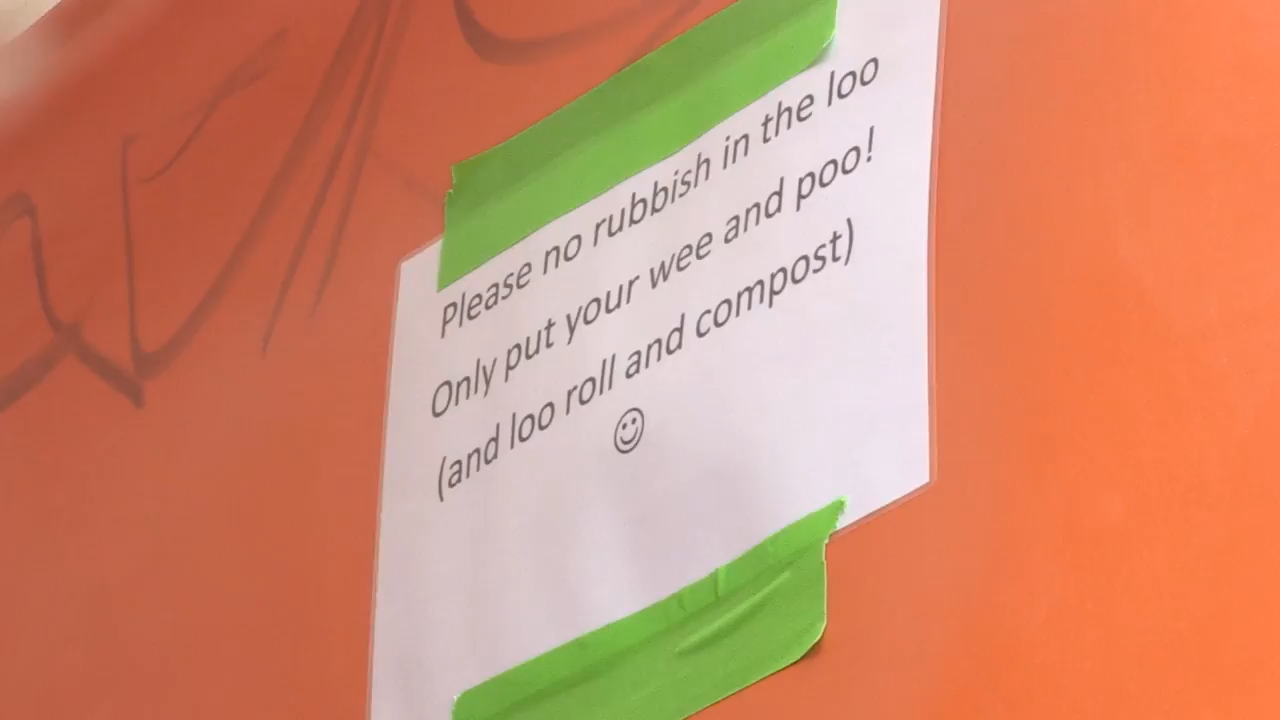 Please no rubbish in the loo
Only put your wee and poo!
(and loo roll and compost)
☺